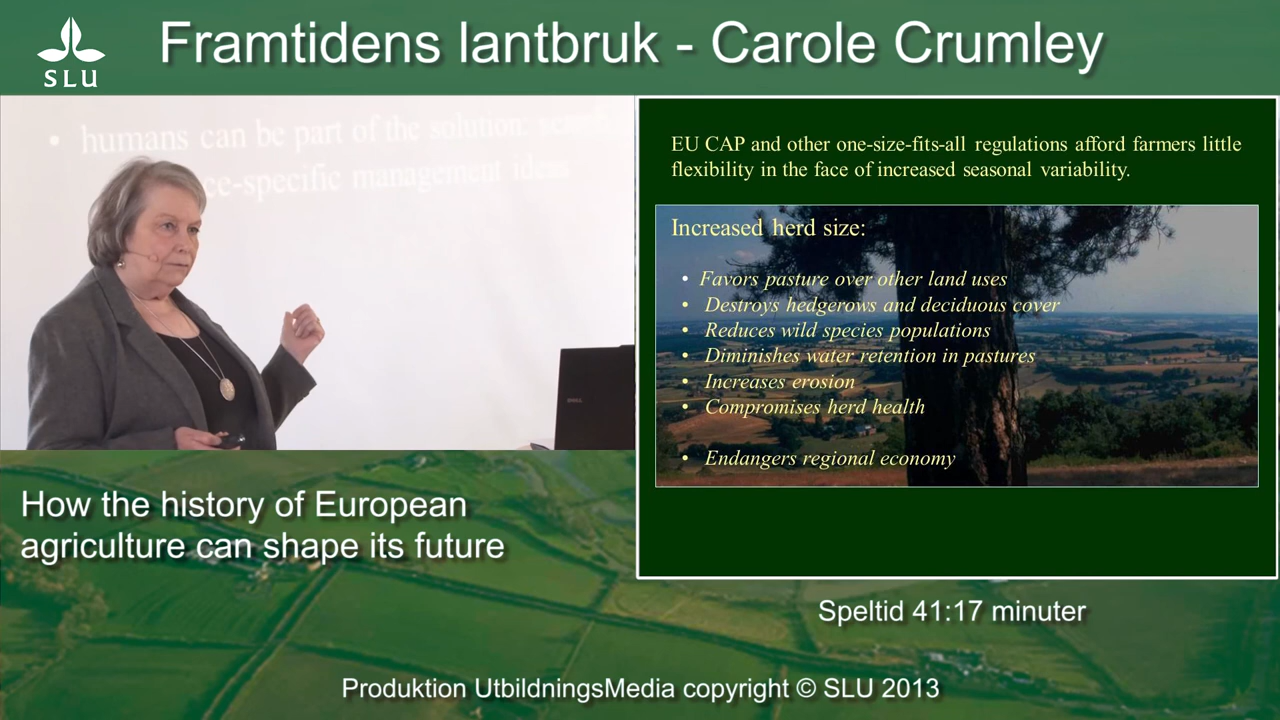 SLU
Framtidens lantbruk - Carole Crumley
• humans can be part of the solution:
-specific management ideas
DELL
EU CAP and other one-size-fits-all regulations afford farmers little
flexibility in the face of increased seasonal variability.
Increased herd size:
• Favors pasture over other land uses
• Destroys hedgerows and deciduous cover
• Reduces wild species populations
• Diminishes water retention in pastures
• Increases erosion
• Compromises herd health
• Endangers regional economy
How the history of European
agriculture can shape its future
Speltid 41:17 minuter
Produktion UtbildningsMedia copyright © SLU 2013